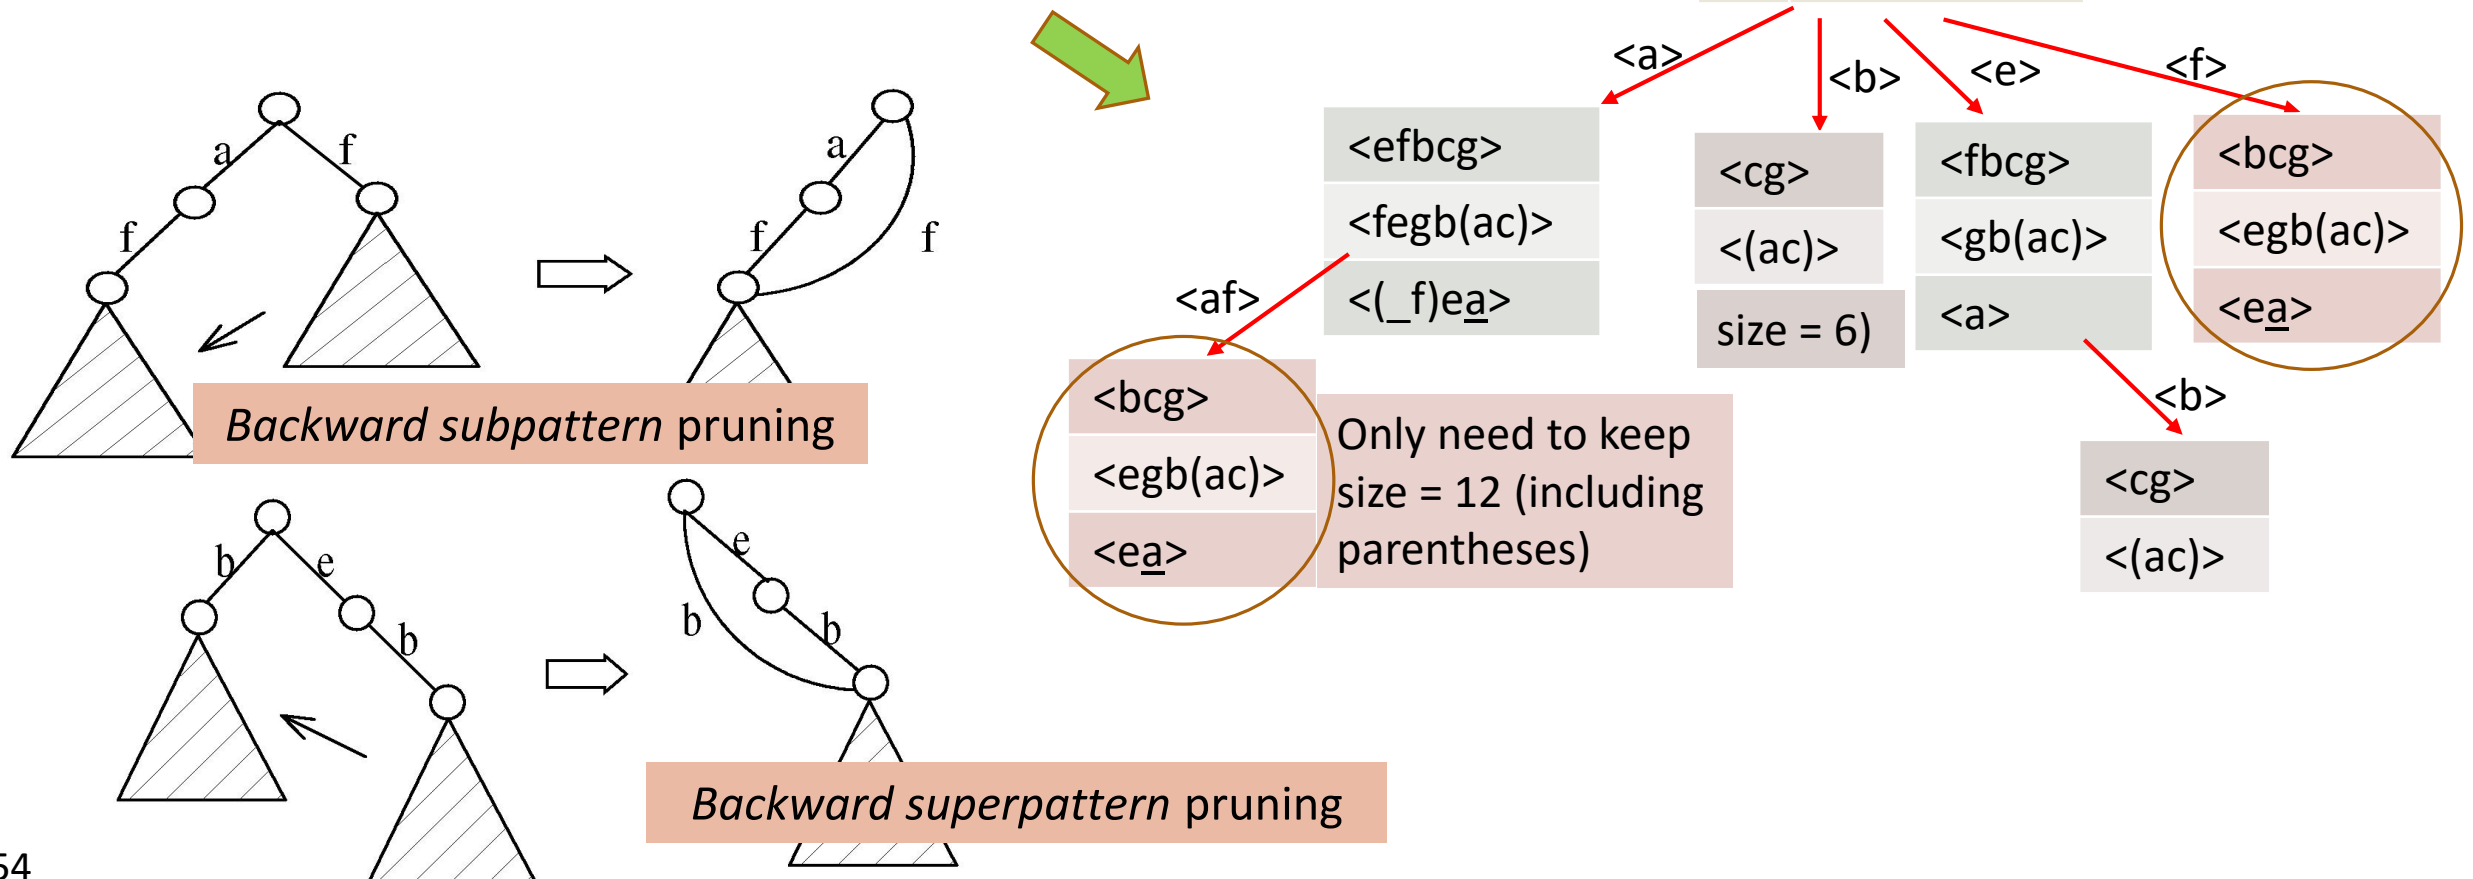 <a>
<b>
<e>
<f>
a
f
f
a
f
f
<efbcg>
<fegb(ac)>
<(_f)ea>
<cg>
<(ac)>
size = 6)
<fbcg>
<gb(ac)>
<a>
<bcg>
<egb(ac)>
<ea>
<af>
<b>
Backward subpattern pruning
<bcg>
<egb(ac)>
<ea>
Only need to keep
size = 12 (including
parentheses)
<cg>
<(ac)>
b
e
b
e
b
b
Backward superpattern pruning
54